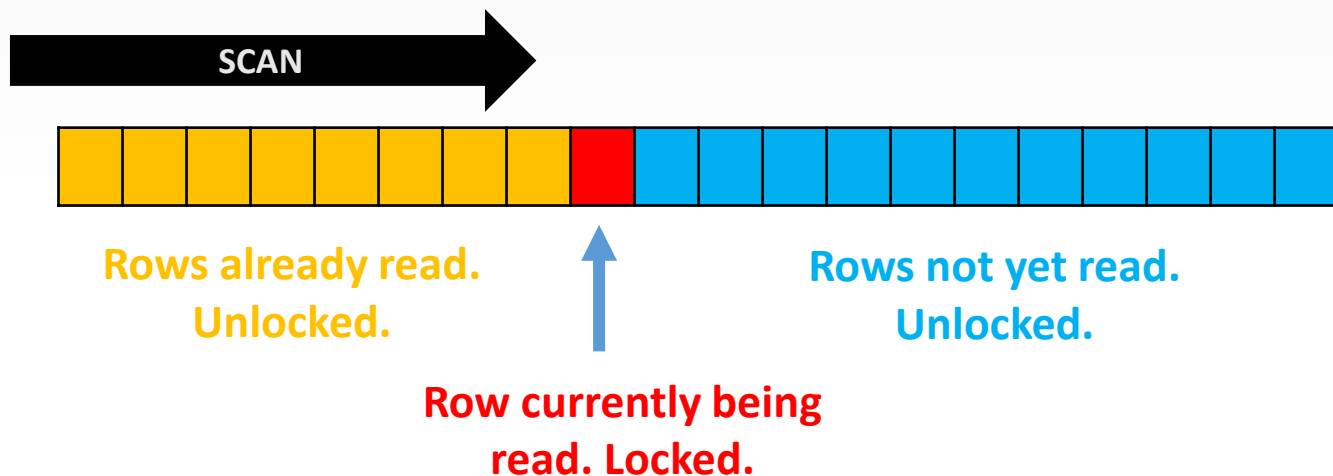 SCAN
Rows already read.
Unlocked.
Rows not yet read.
Unlocked.
Row currently being
read. Locked.